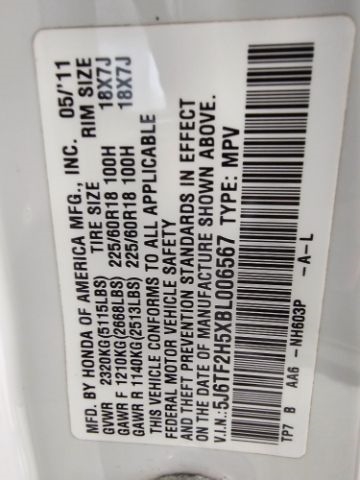 MFD. BY HONDA OF AMERICA MFG., INC. 05/'11
TIRE SIZE RIM SIZE
GVWR 2320KG(5115LBS)
GAWR F 1210KG(2668LBS) 225/60R18 100H 18X7J
GAWR R 1140KG(2513LBS) 225/60R18 100H 18X7J
THIS VEHICLE CONFORMS TO ALL APPLICABLE
FEDERAL MOTOR VEHICLE SAFETY
AND THEFT PREVENTION STANDARDS IN EFFECT
ON THE DATE OF MANUFACTURE SHOWN ABOVE.
V.I.N.: 5J6TF2H5XBL006567 TYPE: MPV
TP7 B AA6 -NH603P -A-L